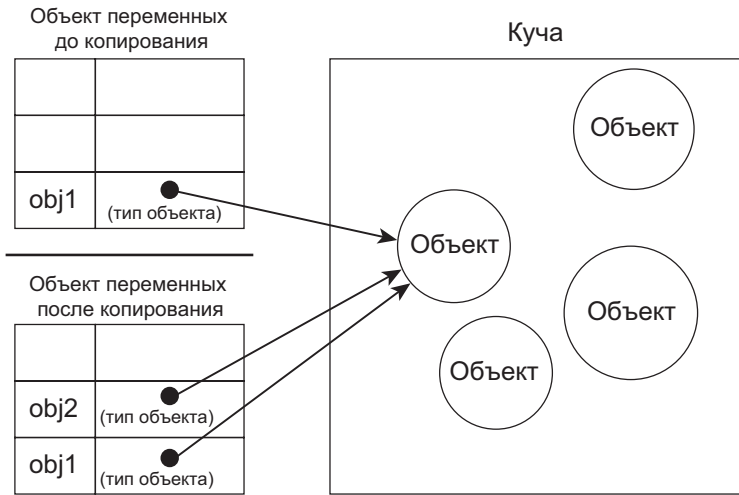 Объект переменных
до копирования
obj1
(тип объекта)
Объект переменных
после копирования
obj2
(тип объекта)
obj1
(тип объекта)
Куча
Объект
Объект
Объект
Объект